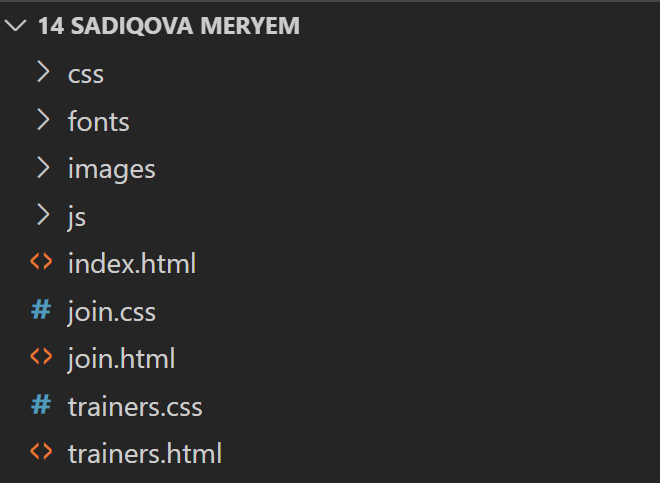 14 SADIQOVA MERYEM
css
fonts
images
js
index.html
join.css
join.html
trainers.css
trainers.html